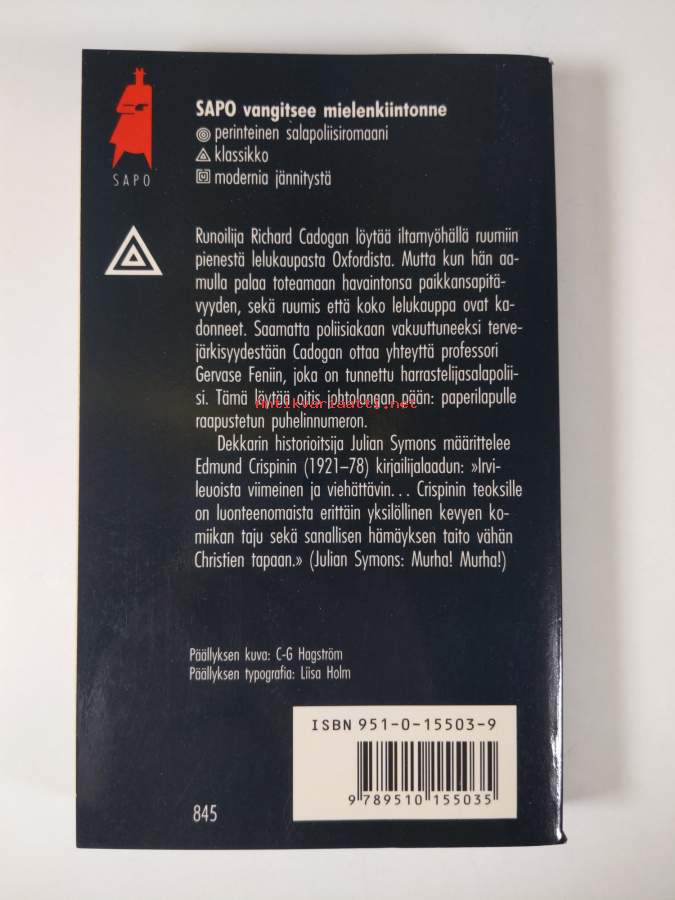 SAPO vangitsee mielenkiintonne
perinteinen salapoliisiromaani
klassikko
modernia jännitystä
SAPO
Runoilija Richard Cadogan löytää iltamyöhällä ruumiin
pienestä lelukaupasta Oxfordista. Mutta kun hän aa-
mulla palaa toteamaan havaintonsa paikkansapitä-
vyyden, sekä ruumis että koko lelukauppa ovat ka-
donneet. Saamatta poliisiakaan vakuuttuneeksi terve-
järkisyydestään Cadogan ottaa yhteyttä professori
Gervase Feniin, joka on tunnettu harrastelijasalapolii-
si. Tämä löytää oitis johtolangan pään: paperilapulle
Antikvariaatti.net
raapustetun puhelinnumeron.
Dekkarin historioitsija Julian Symons määrittelee
Edmund Crispinin (1921–78) kirjailijalaadun: »Irvi-
leuoista viimeinen ja viehättävin... Crispinin teoksille
on luonteenomaista erittäin yksilöllinen kevyen ko-
miikan taju sekä sanallisen hämäyksen taito vähän
Christien tapaan.» (Julian Symons: Murha! Murha!)
Päällyksen kuva: C-G Hagström
Päällyksen typografia: Liisa Holm
ISBN 951-0-15503-9
9 789510 155035
845